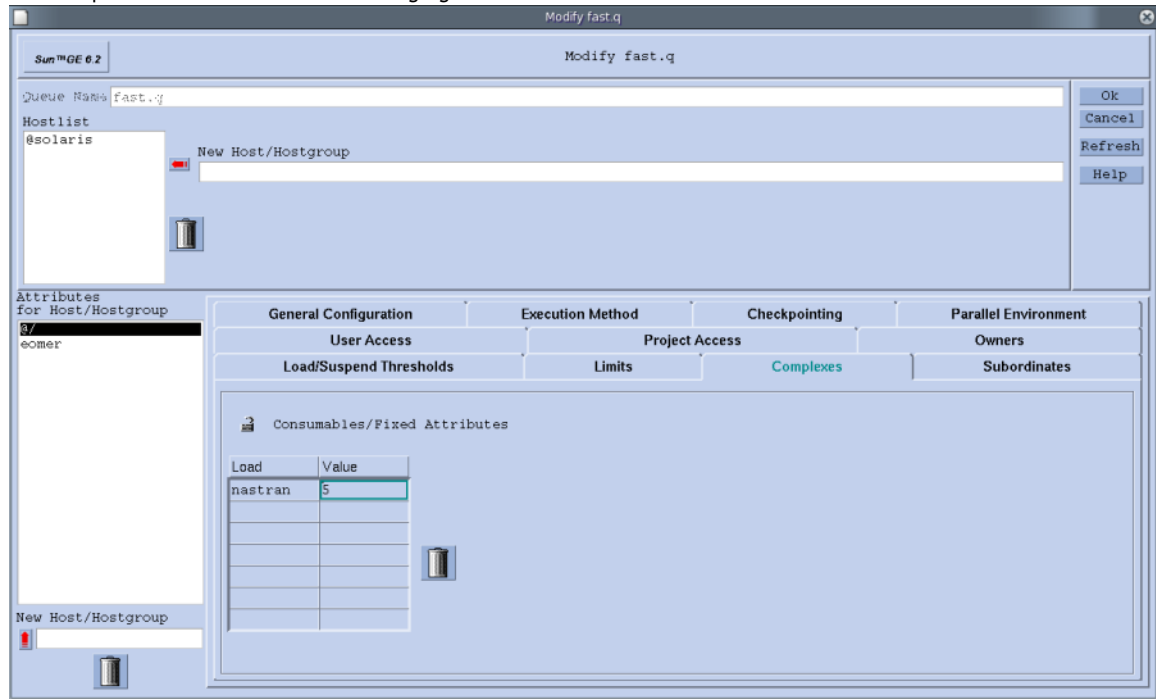 Modify fast.q
Sun™GE 6.2
Modify fast.q
Queue Name fast.q
Ok
Cancel
Refresh
Help
Hostlist
@solaris
New Host/Hostgroup
Attributes
for Host/Hostgroup
@/
eomer
General Configuration
Execution Method
Checkpointing
Parallel Environment
User Access
Project Access
Owners
Load/Suspend Thresholds
Limits
Complexes
Subordinates
Consumables/Fixed Attributes
Load Value
nastran 5
New Host/Hostgroup